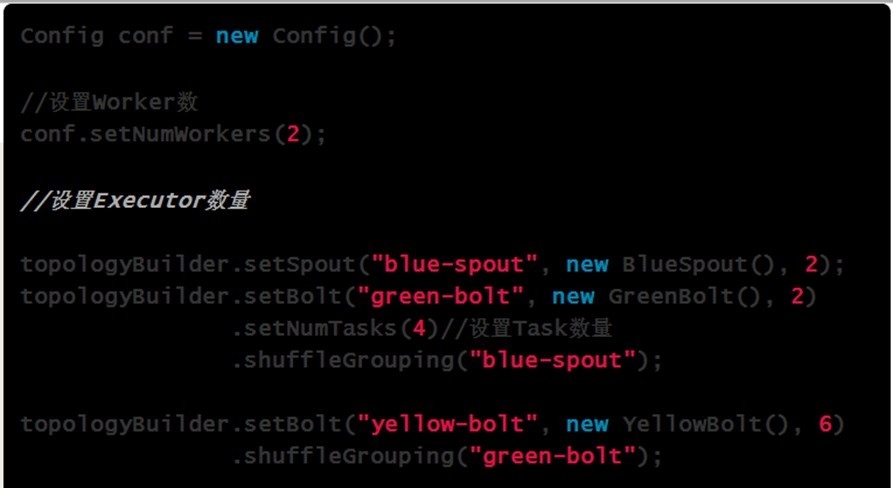 Config conf = new Config();
//设置Worker数
conf.setNumWorkers(2);
//设置Executor数量
topologyBuilder.setSpout("blue-spout", new BlueSpout(), 2);
topologyBuilder.setBolt("green-bolt", new GreenBolt(), 2)
.setNumTasks(4)//设置Task数量
.shuffleGrouping("blue-spout");
topologyBuilder.setBolt("yellow-bolt", new YellowBolt(), 6)
.shuffleGrouping("green-bolt");